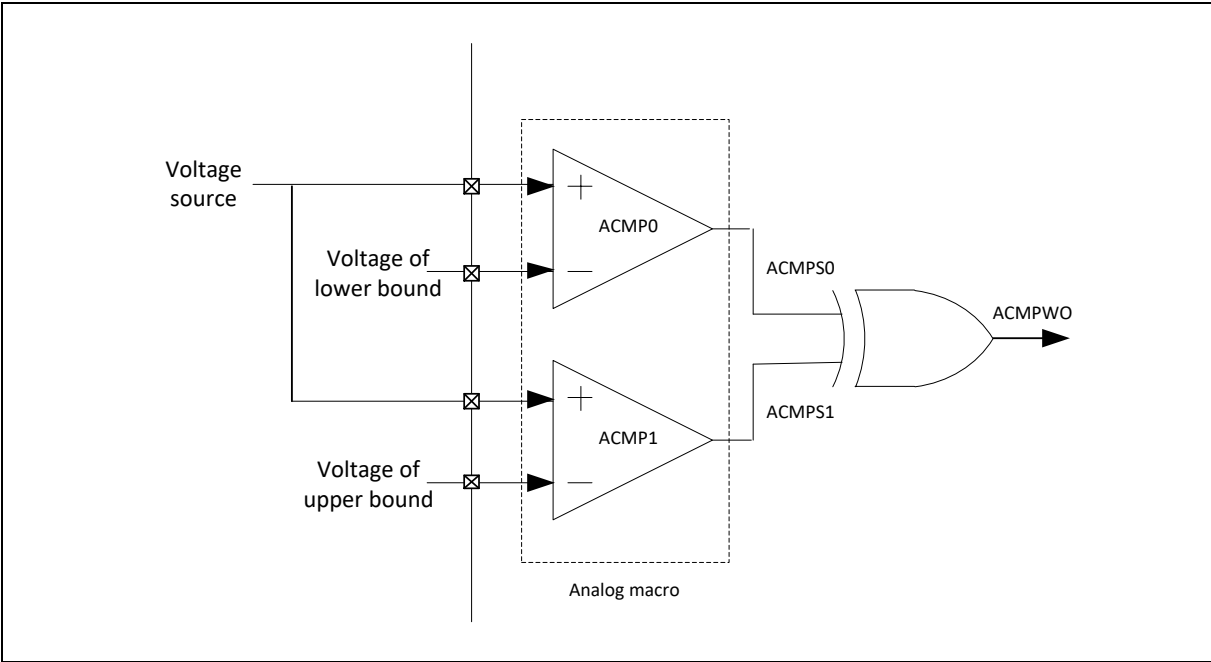 Voltage
source
+
ACMP0
−
Voltage of
lower bound
ACMPS0
ACMPWO
+
ACMP1
−
ACMPS1
Voltage of
upper bound
Analog macro